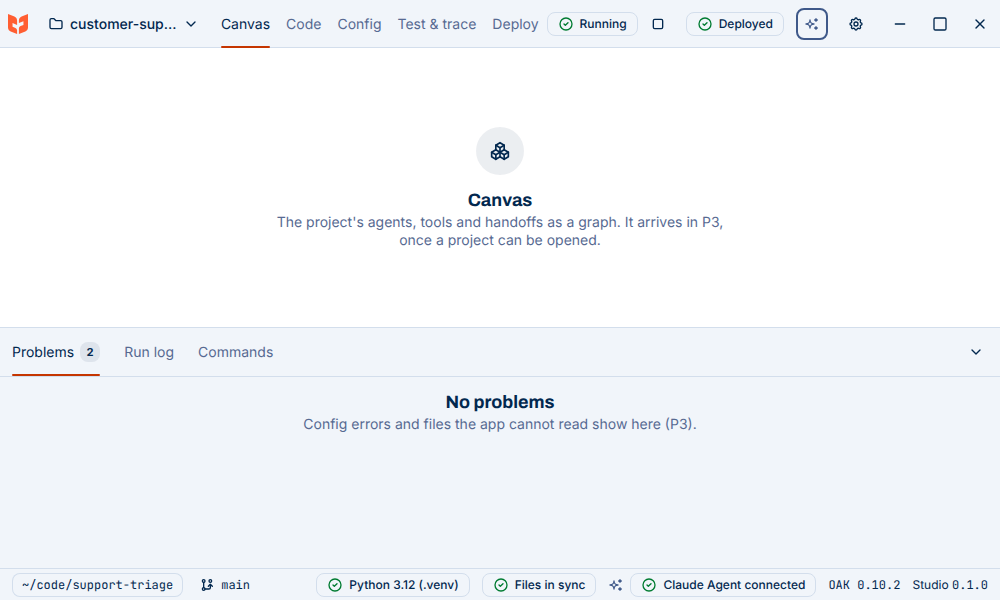 customer-sup...
Canvas
Code
Config
Test & trace
Deploy
Running
Deployed
Canvas
The project's agents, tools and handoffs as a graph. It arrives in P3,
once a project can be opened.
Problems 2
Run log
Commands
No problems
Config errors and files the app cannot read show here (P3).
~/code/support-triage
main
Python 3.12 (.venv)
Files in sync
Claude Agent connected
OAK 0.10.2
Studio 0.1.0